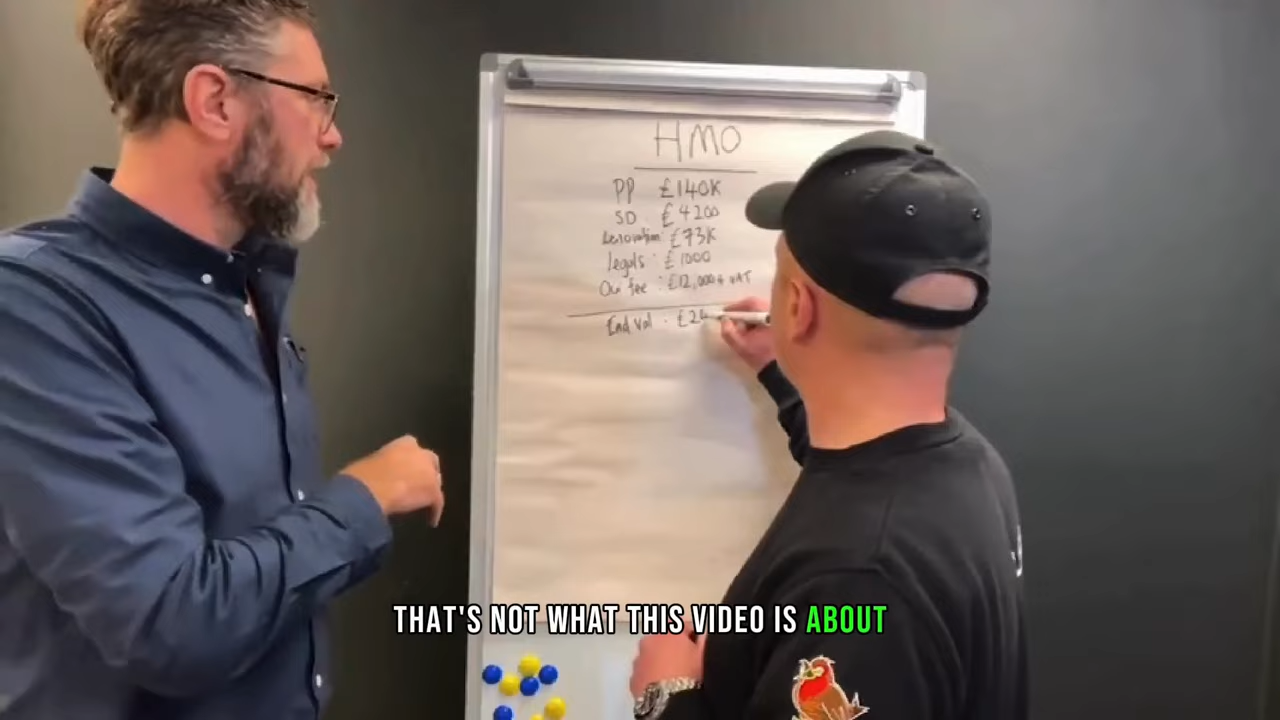 HMO
PP £140K
SD £4200
Renovation: £73K
legals: £1000
Our fee: £12,000 + VAT
End Val . £24
THAT'S NOT WHAT THIS VIDEO IS ABOUT